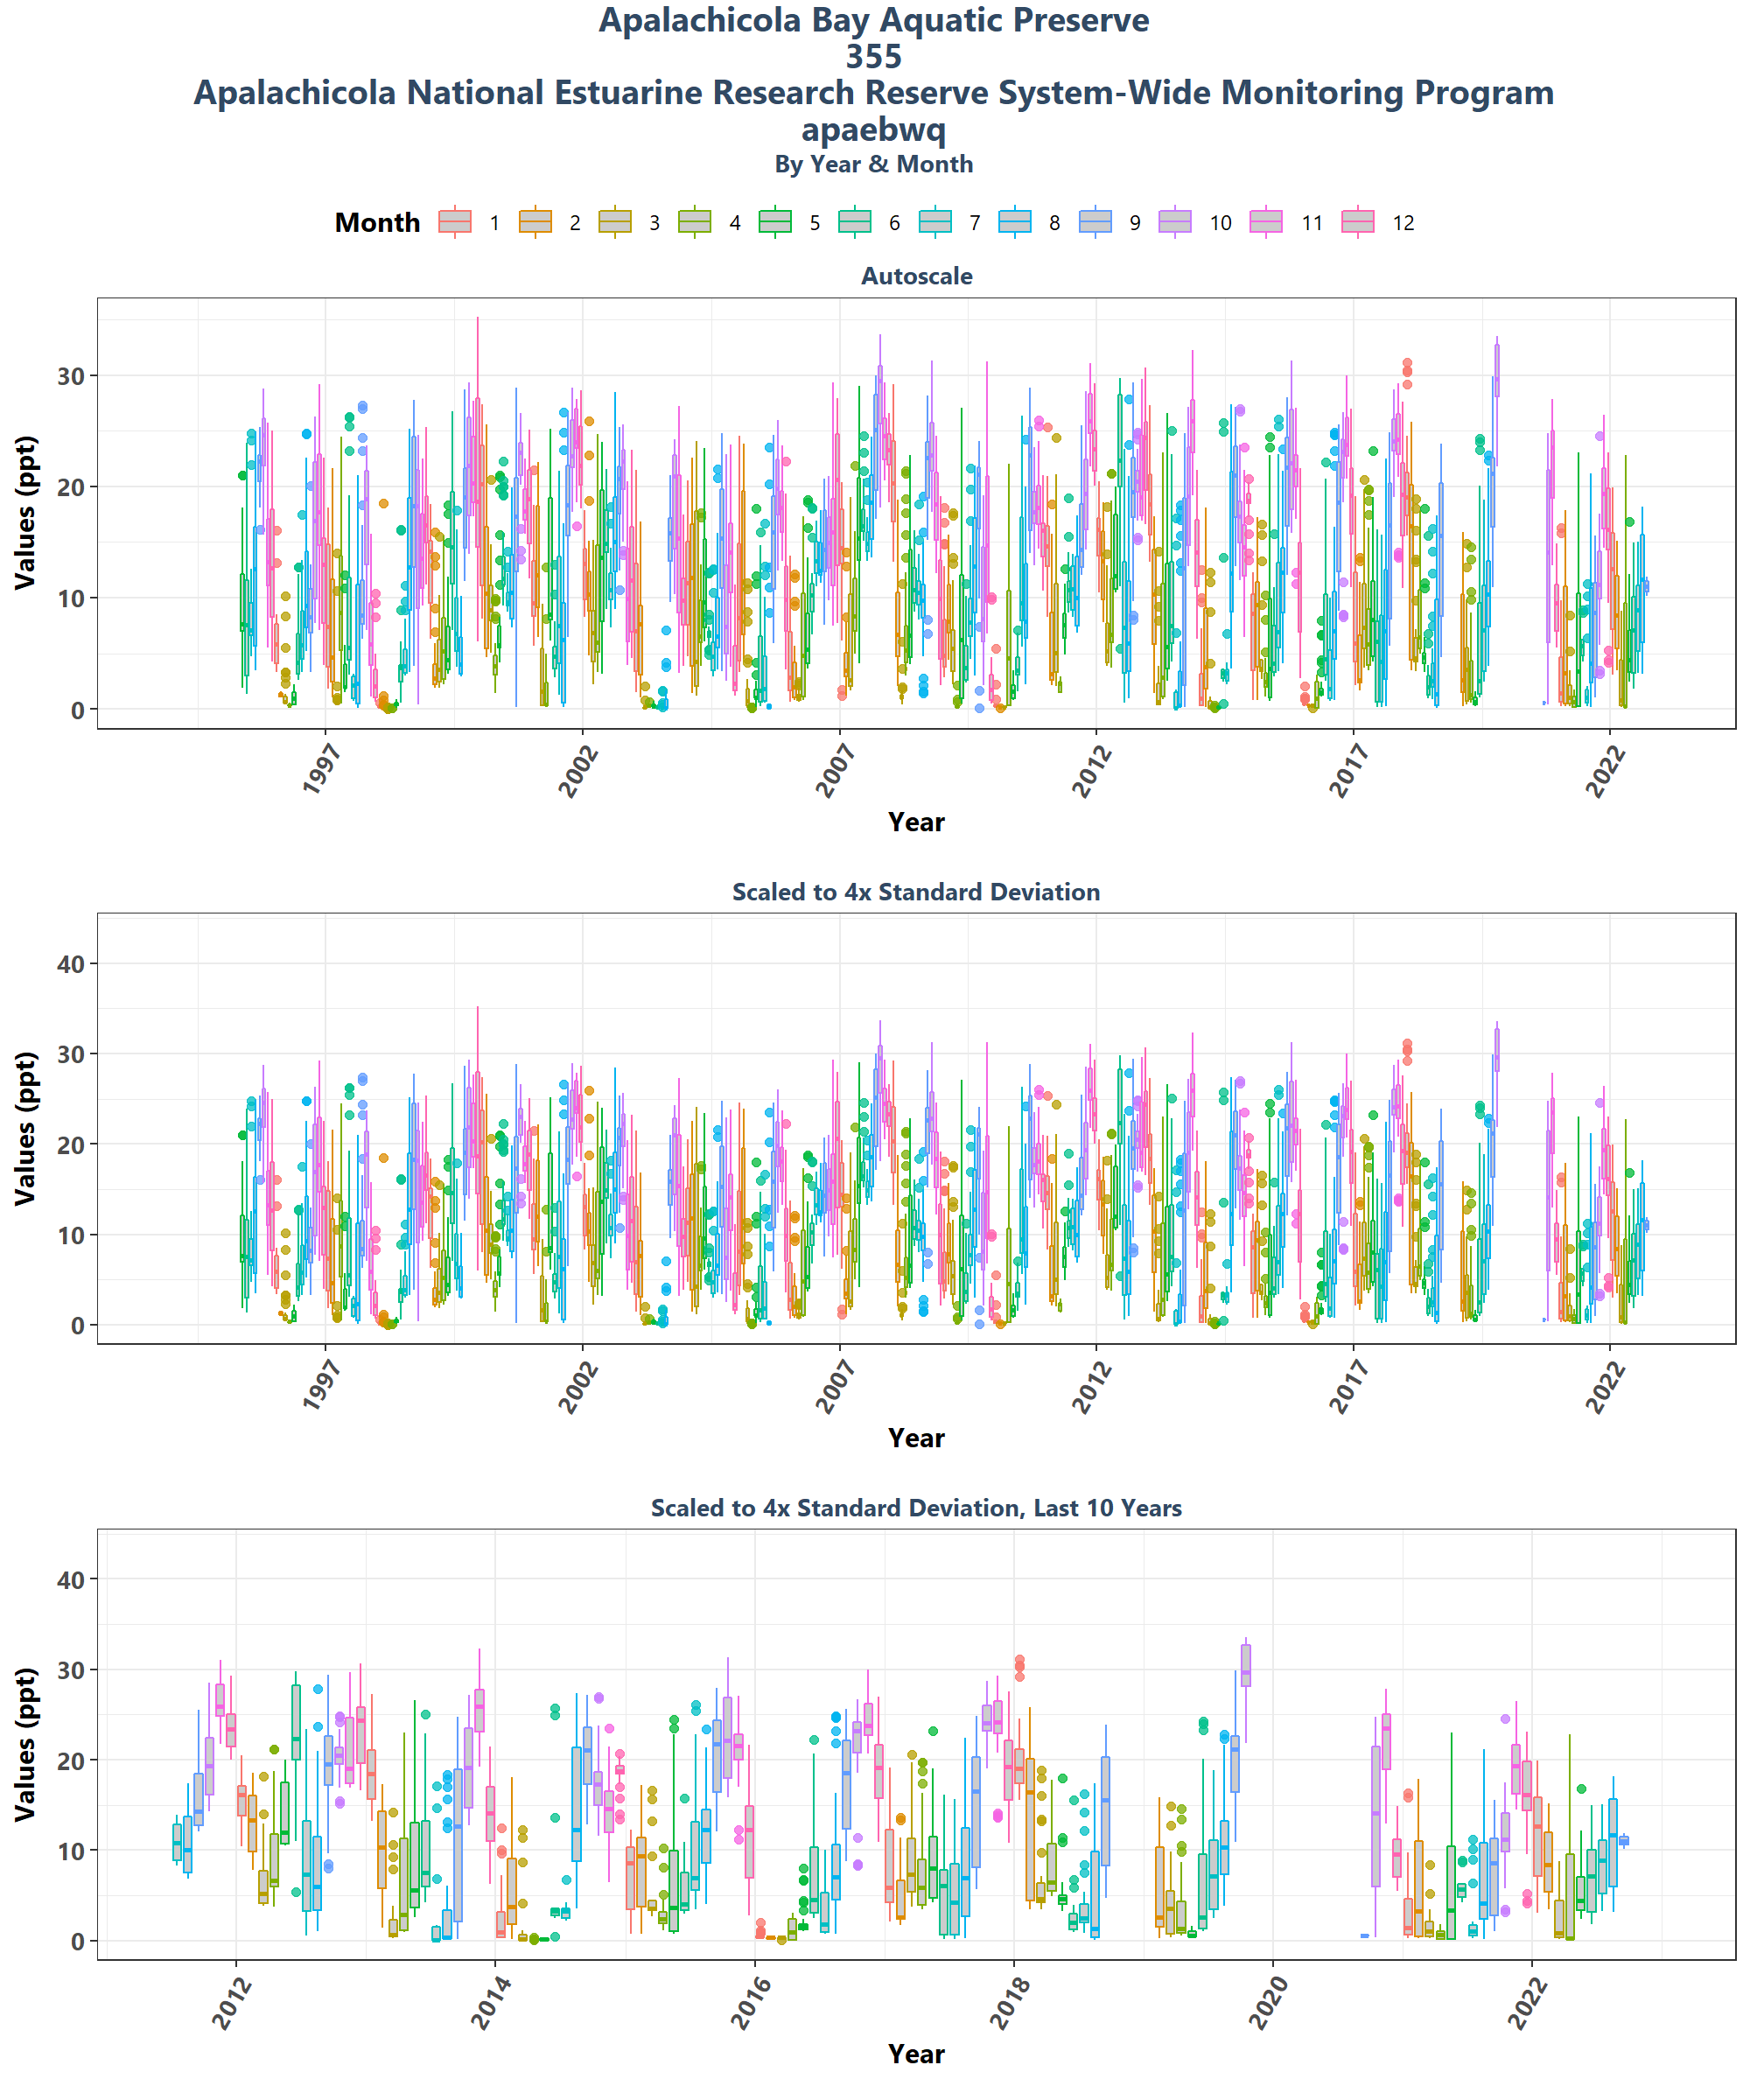 Apalachicola Bay Aquatic Preserve
355
Apalachicola National Estuarine Research Reserve System-Wide Monitoring Program
apaebwq
By Year & Month
Month 1 2 3 4 5 6 7 8 9 10 11 12
Autoscale
Values (ppt)
30
20
10
0
1997 2002 2007 2012 2017 2022
Year
Scaled to 4x Standard Deviation
Values (ppt)
40
30
20
10
0
1997 2002 2007 2012 2017 2022
Year
Scaled to 4x Standard Deviation, Last 10 Years
Values (ppt)
40
30
20
10
0
2012 2014 2016 2018 2020 2022
Year